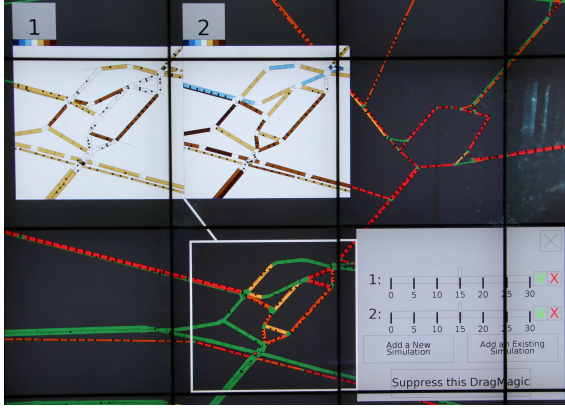 1
2
1:
0 5 10 15 20 25 30
2:
0 5 10 15 20 25 30
V X
V X
Add a New
Simulation
Add an Existing
Simulation
Suppress this DragMagic